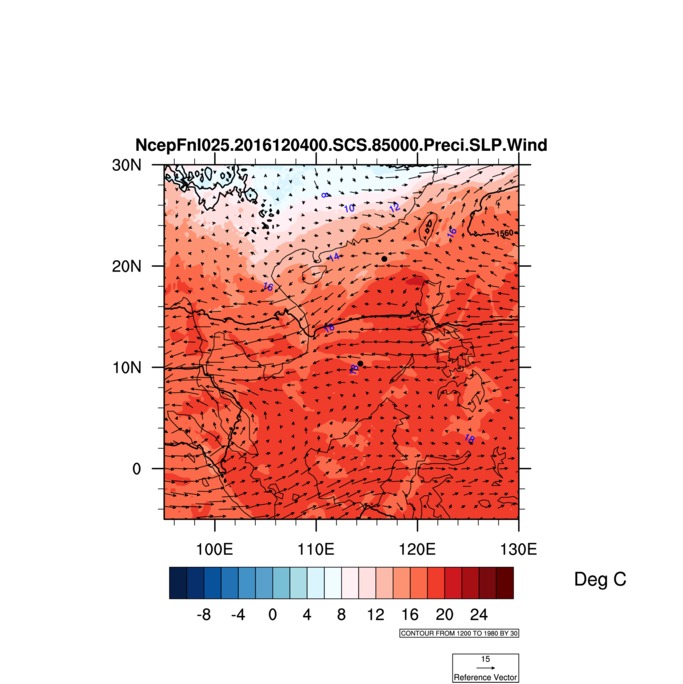 NcepFnl025.2016120400.SCS.85000.Preci.SLP.Wind
30N
20N
10N
0
100E
110E
120E
130E
8
10
12
14
16
16
1560
16
18
18
-8
-4
0
4
8
12
16
20
24
Deg C
CONTOUR FROM 1200 TO 1980 BY 30
15
Reference Vector